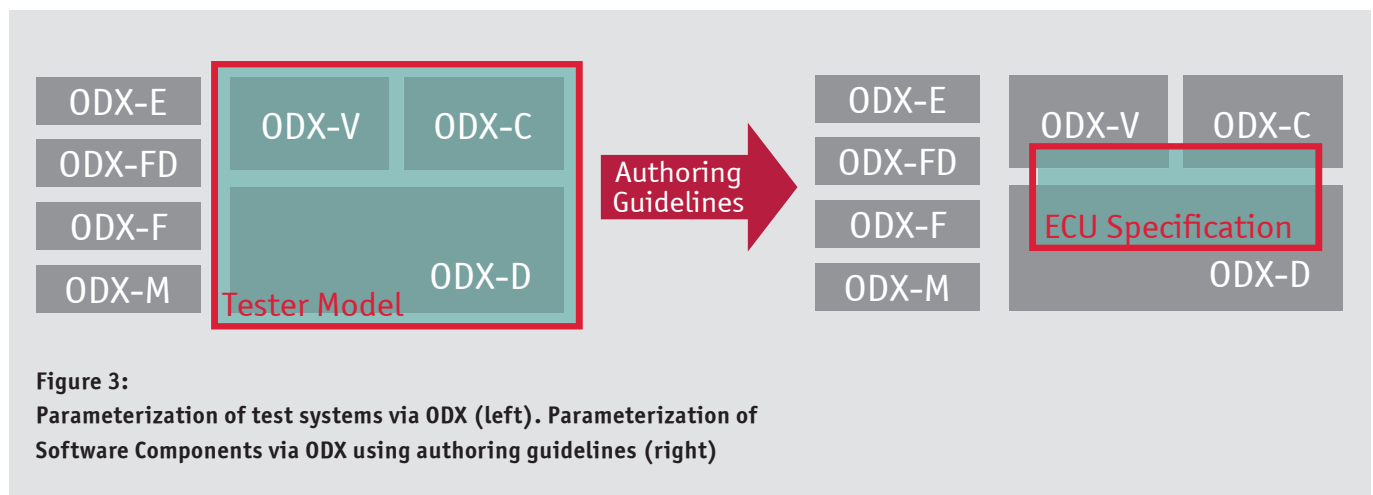 ODX-E
ODX-FD
ODX-F
ODX-M
ODX-V
ODX-C
ODX-D
Tester Model
Authoring
Guidelines
ODX-E
ODX-FD
ODX-F
ODX-M
ODX-V
ODX-C
ECU Specification
ODX-D
Figure 3:
Parameterization of test systems via ODX (left). Parameterization of
Software Components via ODX using authoring guidelines (right)